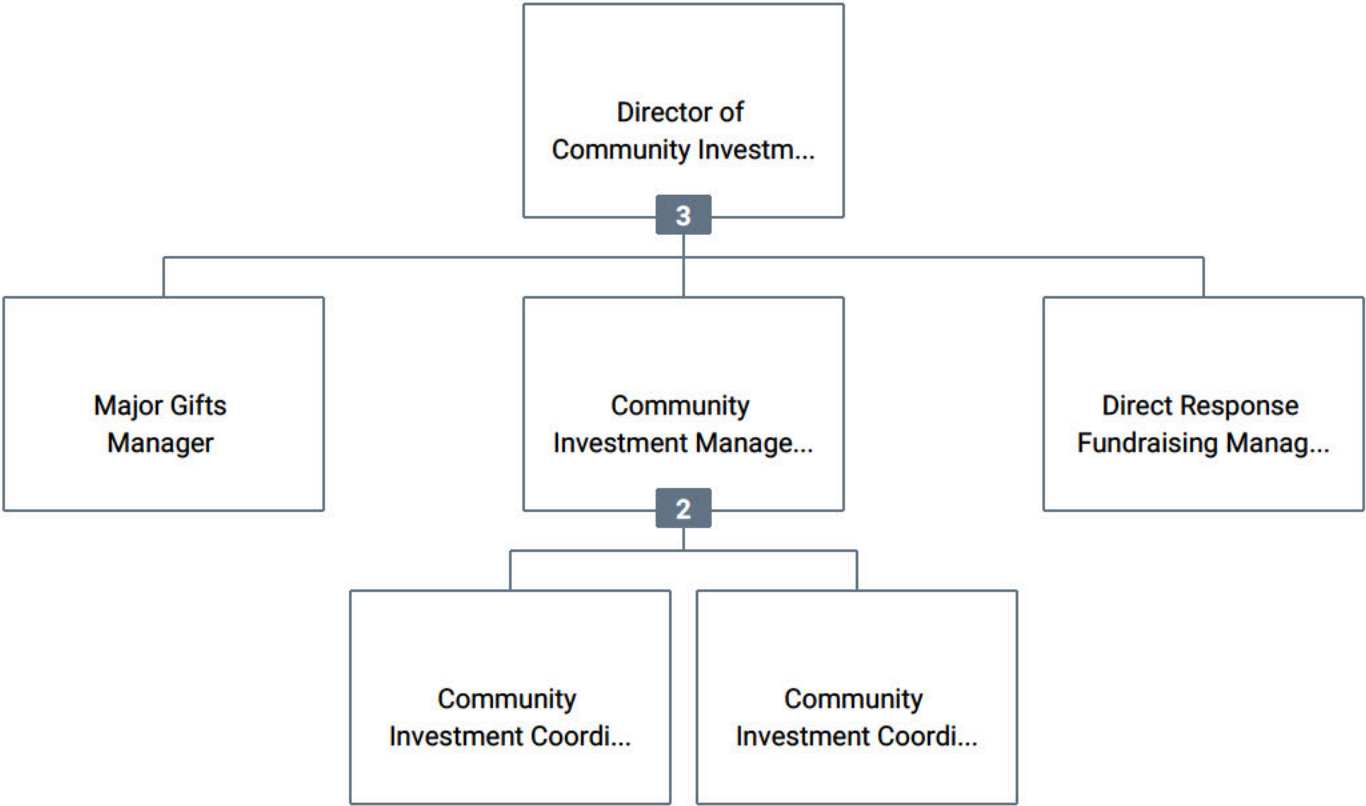 Director of
Community Investm...
3
Major Gifts
Manager
Community
Investment Manage...
Direct Response
Fundraising Manag...
2
Community
Investment Coordi...
Community
Investment Coordi...